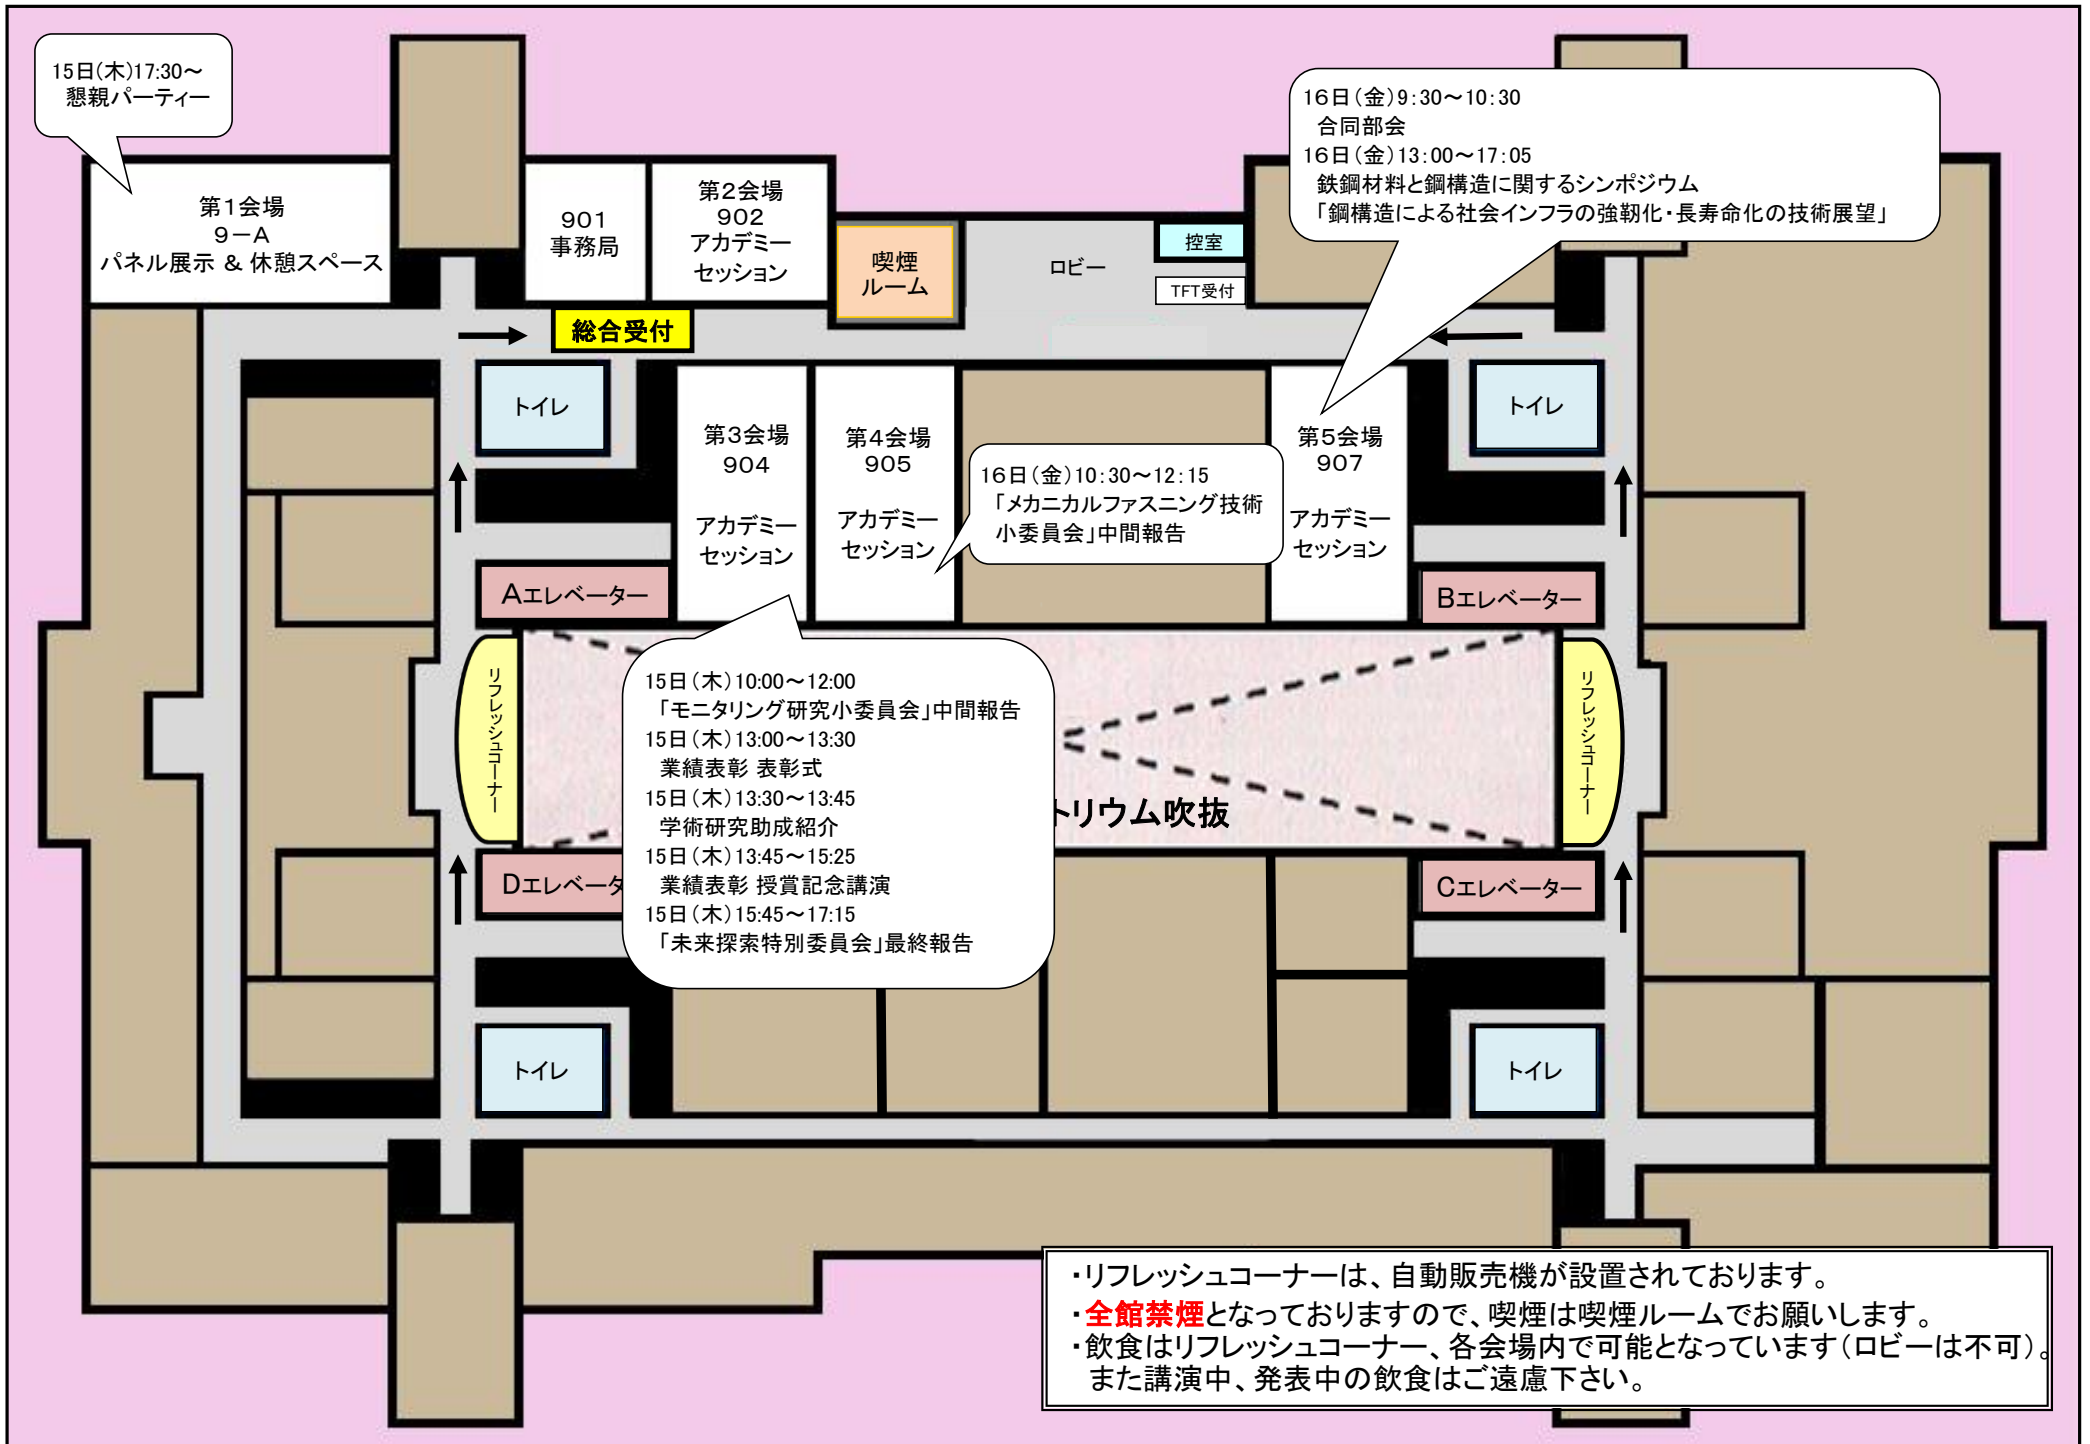 15日(木)17:30～
懇親パーティー
16日(金)9:30～10:30
合同部会
16日(金)13:00～17:05
鉄鋼材料と鋼構造に関するシンポジウム
「鋼構造による社会インフラの強靭化・長寿命化の技術展望」
第1会場
9－A
パネル展示 & 休憩スペース
901
事務局
第2会場
902
アカデミー
セッション
喫煙
ルーム
ロビー
控室
TFT受付
総合受付
トイレ
第3会場
904
アカデミー
セッション
第4会場
905
アカデミー
セッション
16日(金)10:30～12:15
「メカニカルファスニング技術
小委員会」中間報告
第5会場
907
アカデミー
セッション
トイレ
Aエレベーター
Bエレベーター
リフレッシュコーナー
15日(木)10:00～12:00
「モニタリング研究小委員会」中間報告
15日(木)13:00～13:30
業績表彰 表彰式
15日(木)13:30～13:45
学術研究助成紹介
15日(木)13:45～15:25
業績表彰 授賞記念講演
15日(木)15:45～17:15
「未来探索特別委員会」最終報告
トリウム吹抜
リフレッシュコーナー
Dエレベータ
Cエレベーター
トイレ
トイレ
・リフレッシュコーナーは、自動販売機が設置されております。
・全館禁煙となっておりますので、喫煙は喫煙ルームでお願いします。
・飲食はリフレッシュコーナー、各会場内で可能となっています(ロビーは不可)。
また講演中、発表中の飲食はご遠慮下さい。